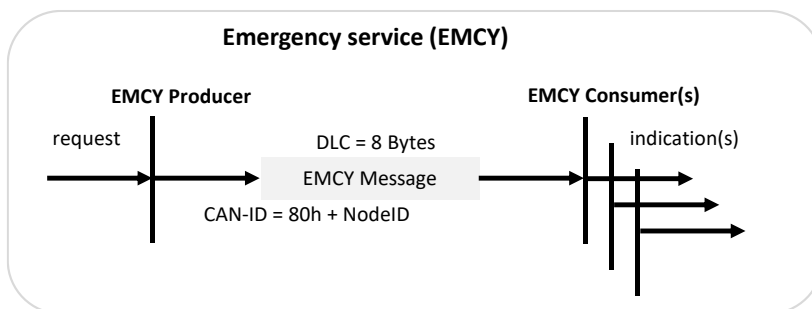 Emergency service (EMCY)
EMCY Producer
EMCY Consumer(s)
request
DLC = 8 Bytes
indication(s)
EMCY Message
CAN-ID = 80h + NodeID